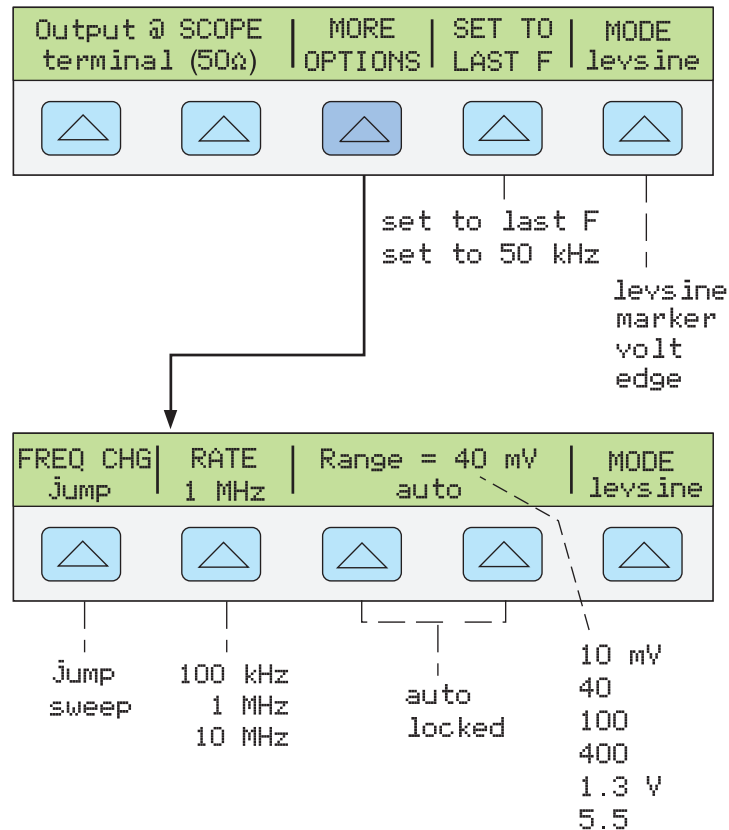 Output @ SCOPE terminal (50Ω)
MORE OPTIONS
SET TO LAST F
MODE levsine
set to last F
set to 50 kHz
levsine
marker
volt
edge
FREQ CHG jump
RATE 1 MHz
Range = 40 mV auto
MODE levsine
jump
sweep
100 kHz
1 MHz
10 MHz
auto
locked
10 mV
40
100
400
1.3 V
5.5